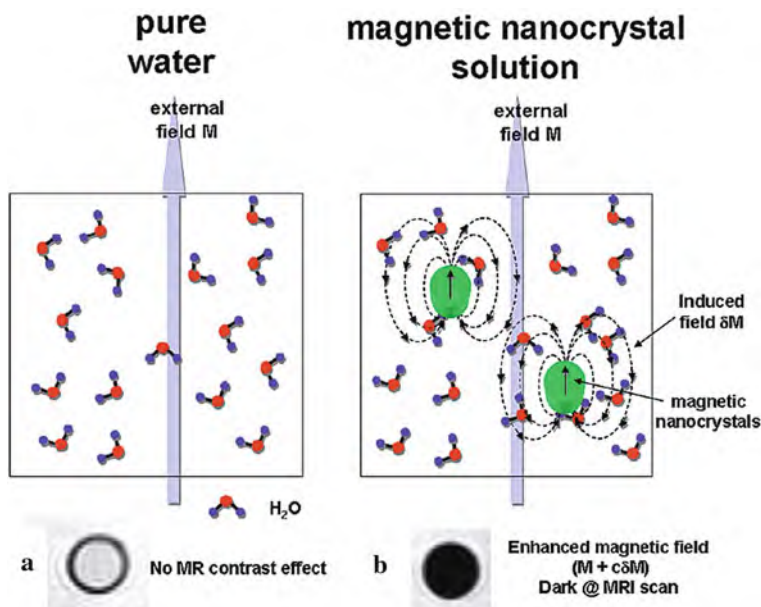 pure
water
external
field M
H₂O
a
No MR contrast effect
magnetic nanocrystal
solution
external
field M
Induced
field δM
magnetic
nanocrystals
b
Enhanced magnetic field
(M + cδM)
Dark @ MRI scan